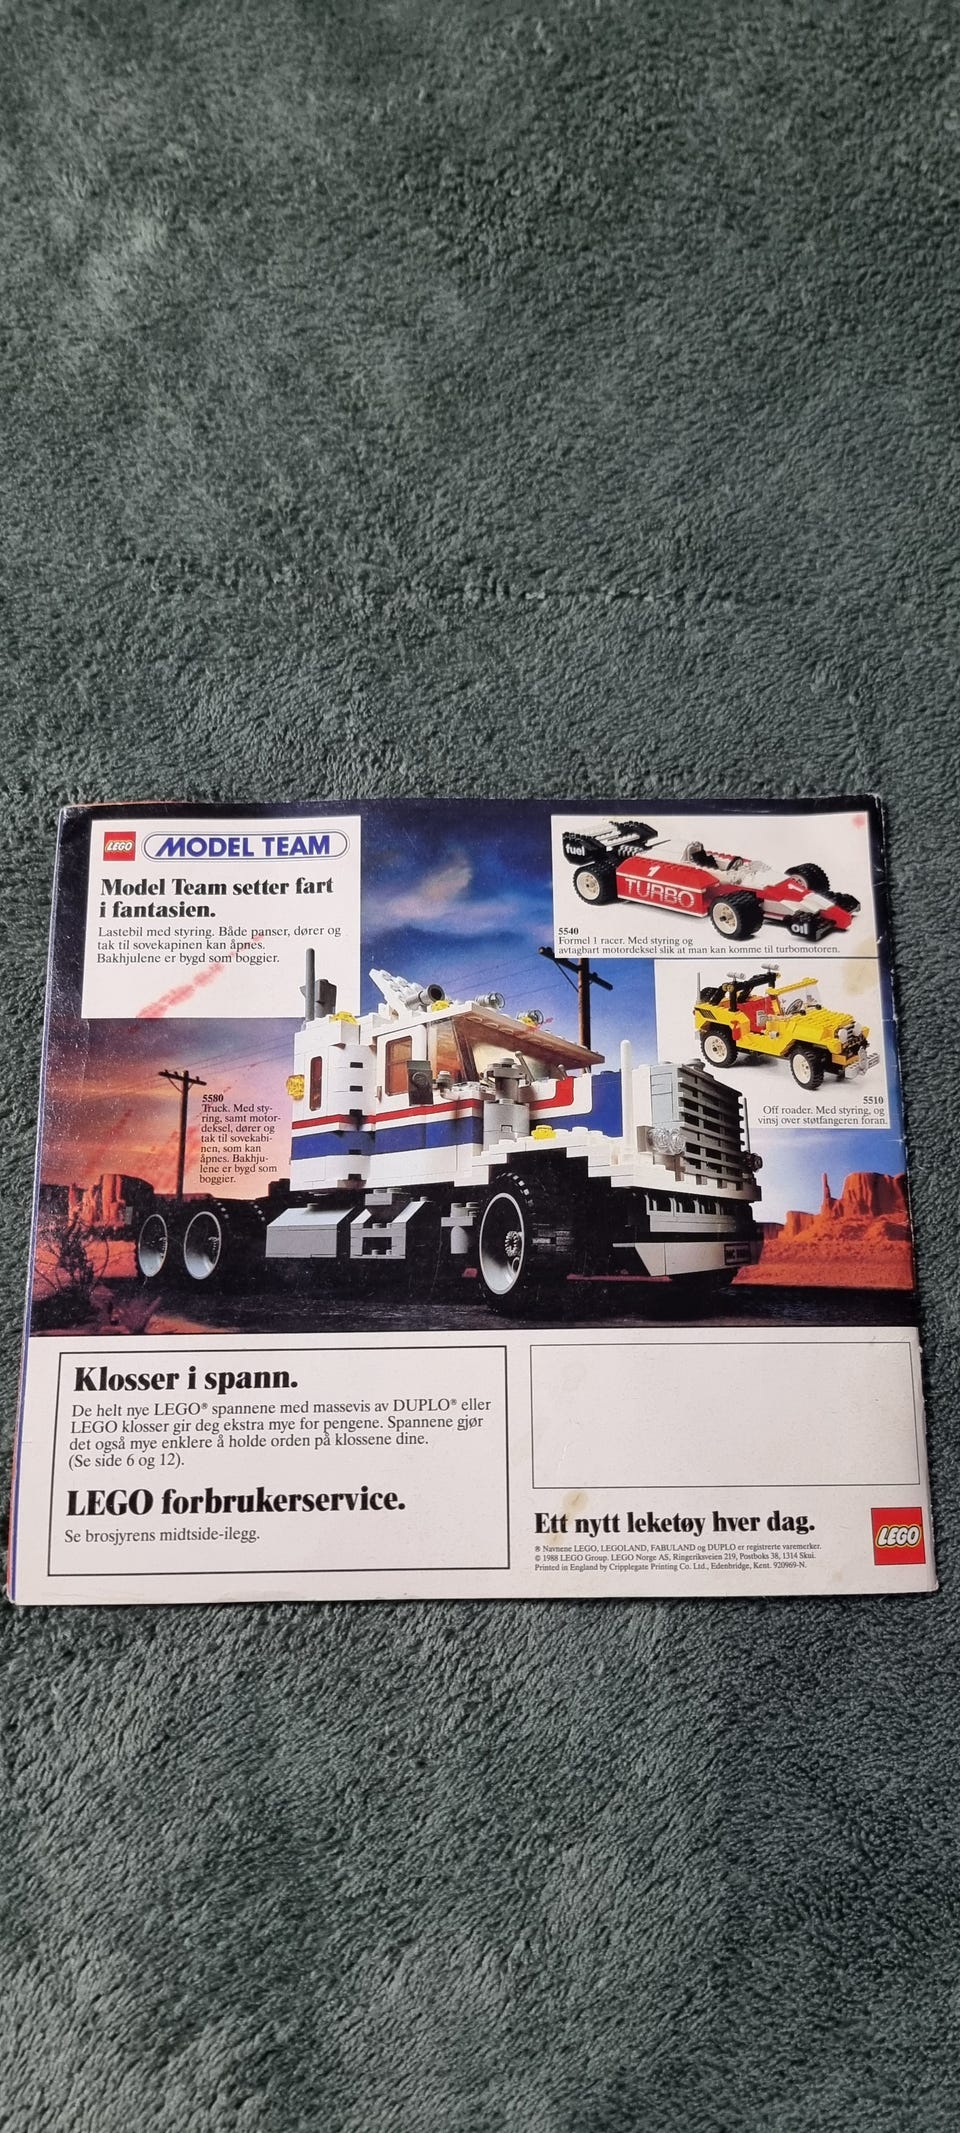 LEGO MODEL TEAM
Model Team setter fart
i fantasien.
Lastebil med styring. Både panser, dører og
tak til sovekapinen kan åpnes.
Bakhjulene er bygd som boggier.
fuel
1
TURBO
1
oil
5540
Formel 1 racer. Med styring og
avtagbart motordeksel slik at man kan komme til turbomotoren.
5510
Off roader. Med styring, og
vinsj over støtfangeren foran.
5580
Truck. Med sty-
ring, samt motor-
deksel, dører og
tak til sovekabi-
nen, som kan
åpnes. Bakhju-
lene er bygd som
boggier.
Klosser i spann.
De helt nye LEGO® spannene med massevis av DUPLO® eller
LEGO klosser gir deg ekstra mye for pengene. Spannene gjør
det også mye enklere å holde orden på klossene dine.
(Se side 6 og 12).
LEGO forbrukerservice.
Se brosjyrens midtside-ilegg.
Ett nytt leketøy hver dag.
® Navnene LEGO, LEGOLAND, FABULAND og DUPLO er registrerte varemerker.
© 1988 LEGO Group. LEGO Norge AS, Ringeriksveien 219, Postboks 38, 1314 Skui.
Printed in England by Cripplegate Printing Co. Ltd., Edenbridge, Kent. 920969-N.
LEGO